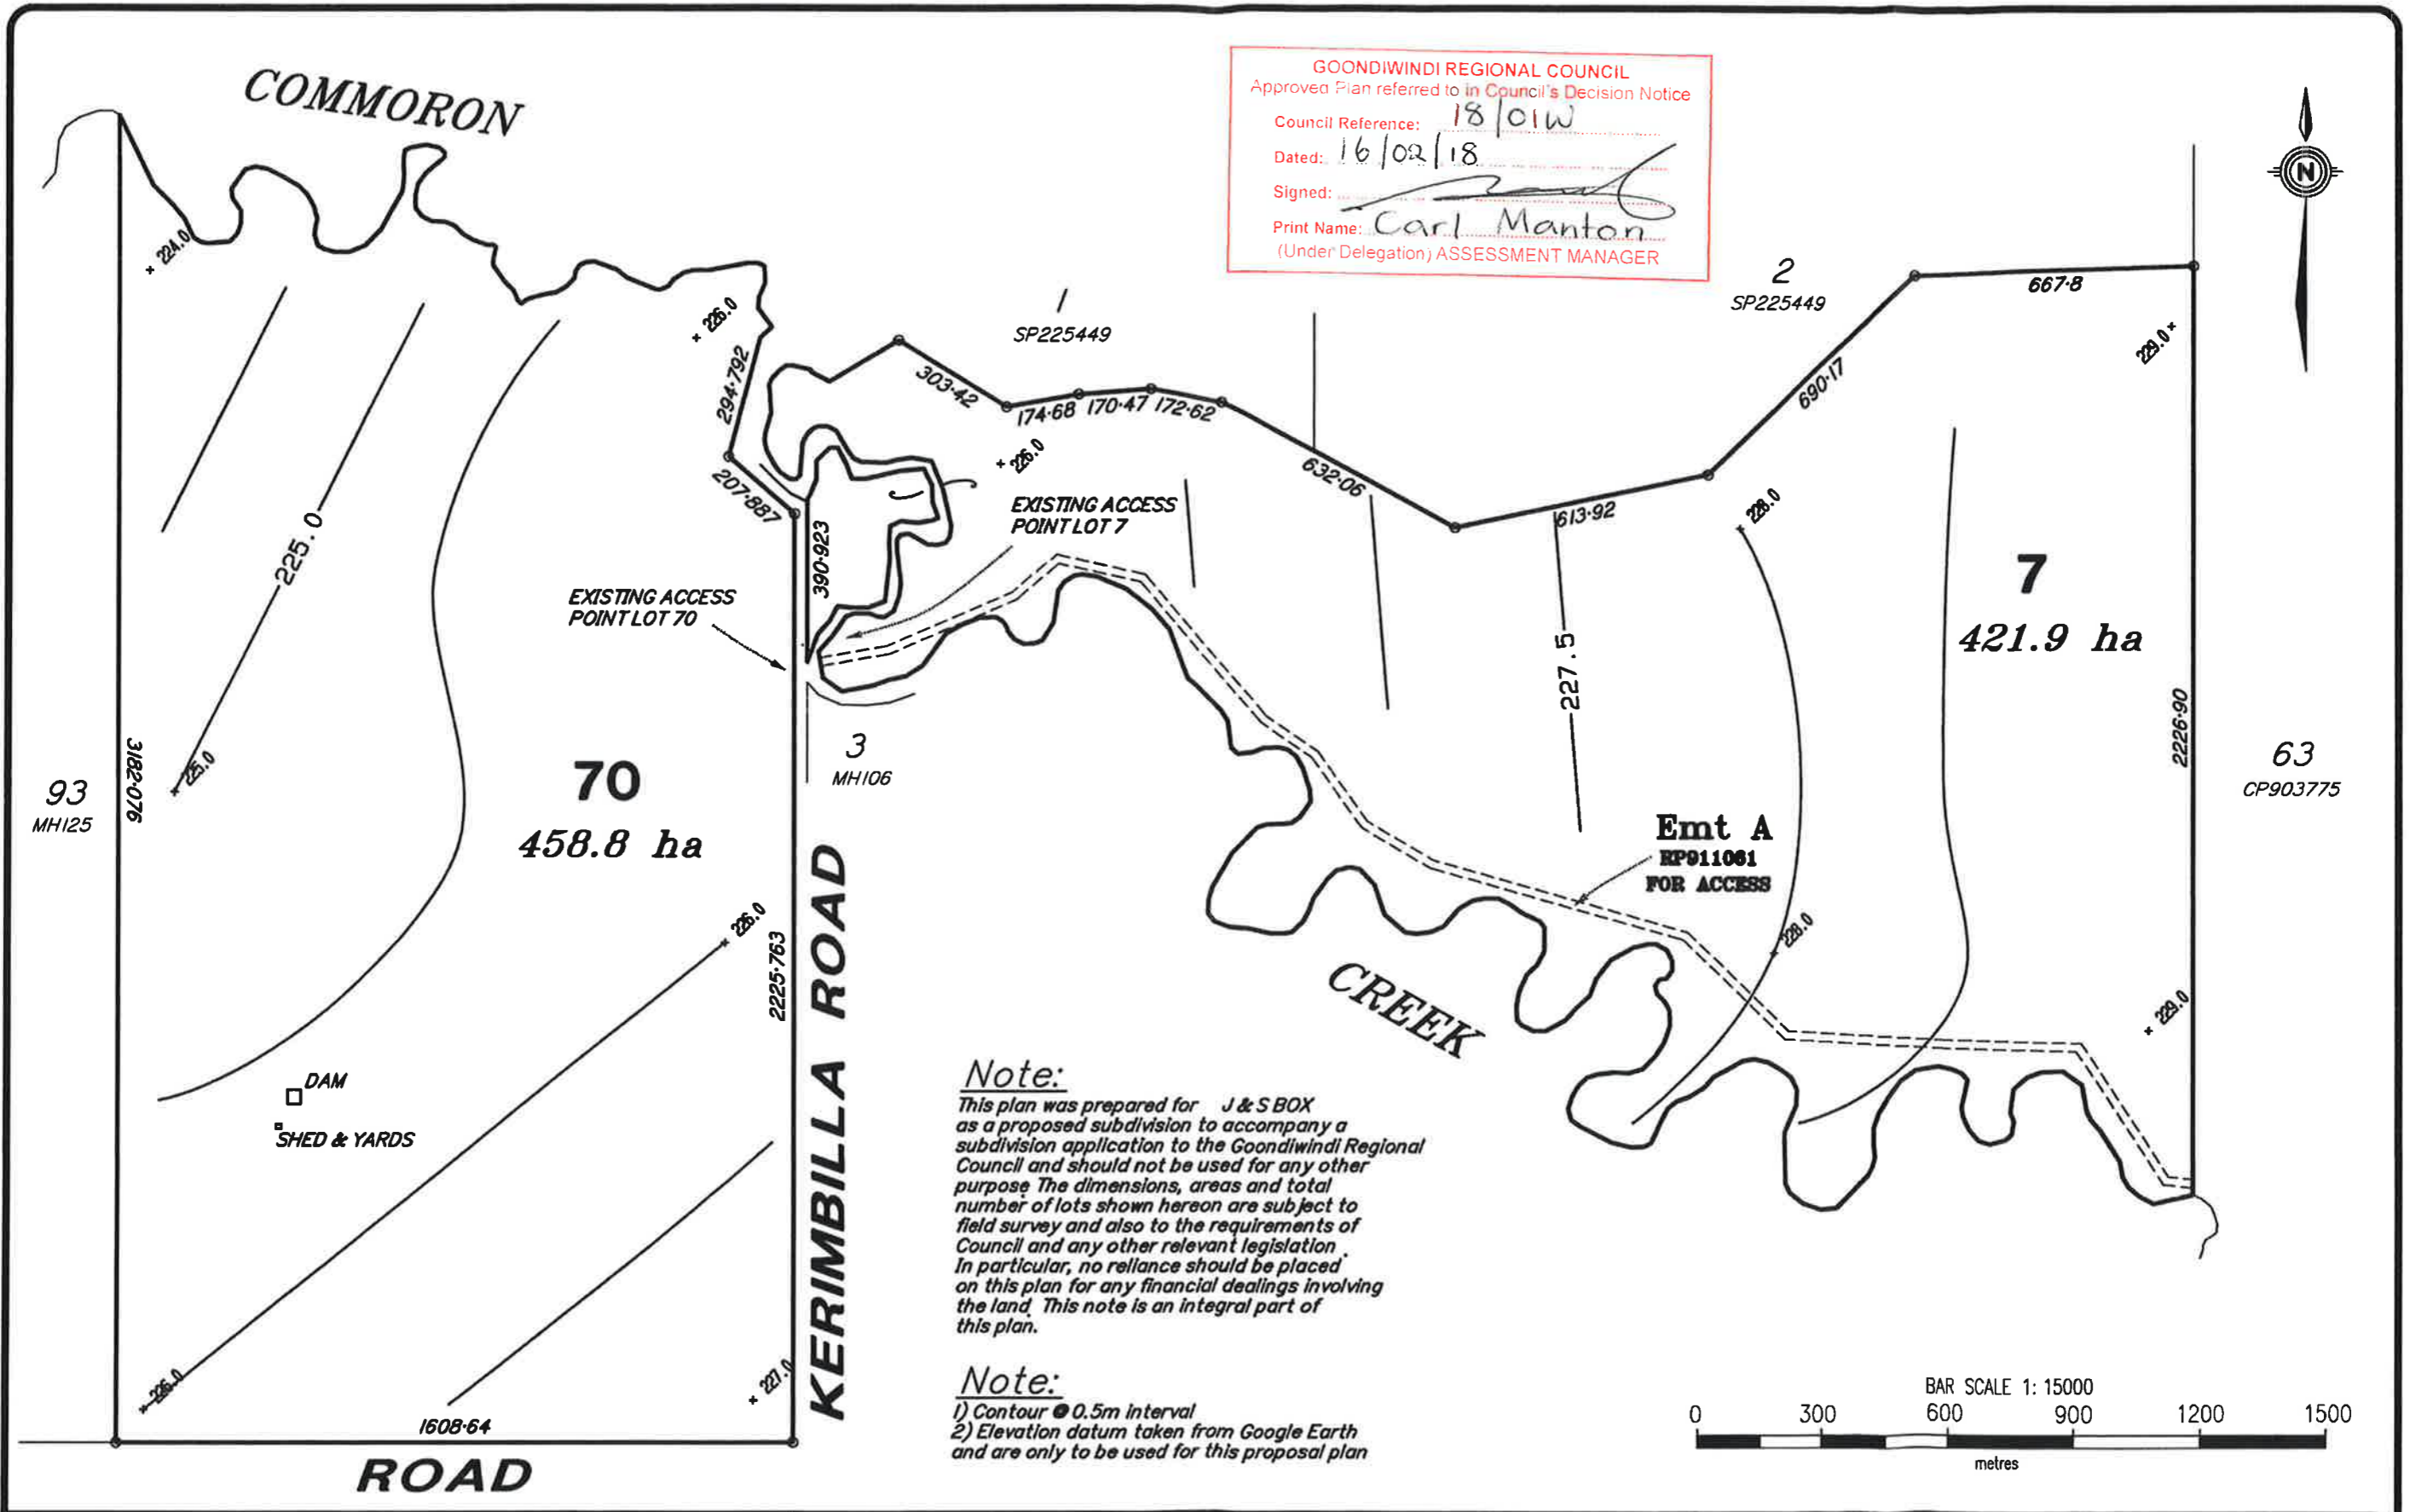 COMMORON
GOONDIWINDI REGIONAL COUNCIL
Approved Plan referred to in Council's Decision Notice
Council Reference: 18/01W
Dated: 16/02/18
Signed:
Print Name: Carl Manton
(Under Delegation) ASSESSMENT MANAGER
N
224.0
226.0
294·792
207·887
390·923
1
SP225449
303·42
174·68
170·47
172·62
226.0
632·06
613·92
690·17
2
SP225449
667·8
229.0
228.0
7
421.9 ha
2226·90
63
CP903775
225.0
225.0
EXISTING ACCESS
POINT LOT 7
EXISTING ACCESS
POINT LOT 70
227.5
93
MH125
3182·076
70
458.8 ha
3
MH106
Emt A
RP911061
FOR ACCESS
226.0
228.0
229.0
2225·763
KERIMBILLA ROAD
CREEK
DAM
SHED & YARDS
Note:
This plan was prepared for J & S BOX
as a proposed subdivision to accompany a
subdivision application to the Goondiwindi Regional
Council and should not be used for any other
purpose. The dimensions, areas and total
number of lots shown hereon are subject to
field survey and also to the requirements of
Council and any other relevant legislation.
In particular, no reliance should be placed
on this plan for any financial dealings involving
the land. This note is an integral part of
this plan.
Note:
1) Contour @ 0.5m interval
2) Elevation datum taken from Google Earth
and are only to be used for this proposal plan
226.0
227.0
1608·64
ROAD
BAR SCALE 1: 15000
0 300 600 900 1200 1500
metres